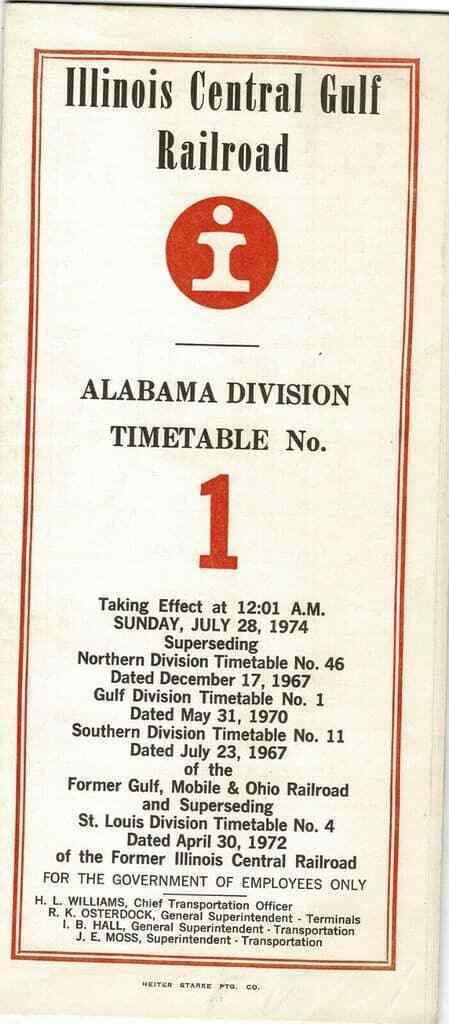 Illinois Central Gulf
Railroad
i
ALABAMA DIVISION
TIMETABLE No.
1
Taking Effect at 12:01 A.M.
SUNDAY, JULY 28, 1974
Superseding
Northern Division Timetable No. 46
Dated December 17, 1967
Gulf Division Timetable No. 1
Dated May 31, 1970
Southern Division Timetable No. 11
Dated July 23, 1967
of the
Former Gulf, Mobile & Ohio Railroad
and Superseding
St. Louis Division Timetable No. 4
Dated April 30, 1972
of the Former Illinois Central Railroad
FOR THE GOVERNMENT OF EMPLOYEES ONLY
H. L. WILLIAMS, Chief Transportation Officer
R. K. OSTERDOCK, General Superintendent - Terminals
I. B. HALL, General Superintendent - Transportation
J. E. MOSS, Superintendent - Transportation
HEITER STARKE PTG. CO.